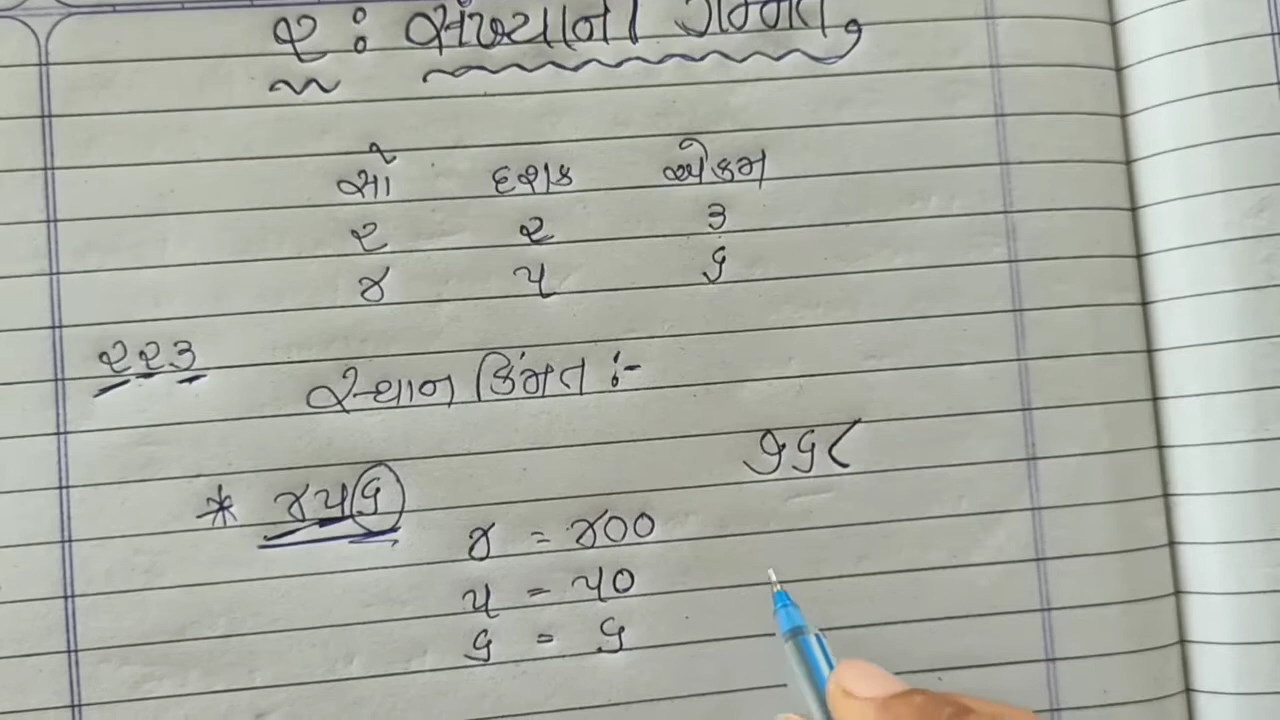 ૨ : સંખ્યાની ગમ્મત
સો દશક એકમ
૨ ૨ ૩
૪ ૫ ૬
૨૨૩
સ્થાન કિંમત :-
૭૬૮
* ૪૫૬
૪ = ૪૦૦
૫ = ૫૦
૬ = ૬